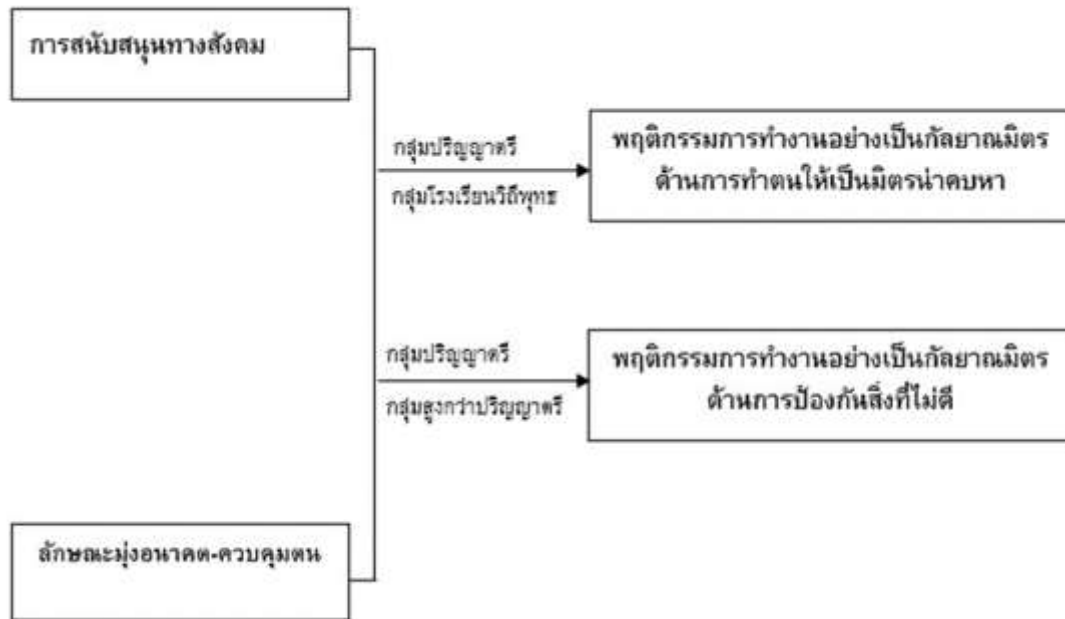 การสนับสนุนทางสังคม
กลุ่มปริญญาตรี
กลุ่มโรงเรียนวิถีพุทธ
พฤติกรรมการทำงานอย่างเป็นกัลยาณมิตร
ด้านการทำตนให้เป็นมิตรน่าคบหา
กลุ่มปริญญาตรี
กลุ่มสูงกว่าปริญญาตรี
พฤติกรรมการทำงานอย่างเป็นกัลยาณมิตร
ด้านการป้องกันสิ่งที่ไม่ดี
ลักษณะมุ่งอนาคต-ควบคุมตน